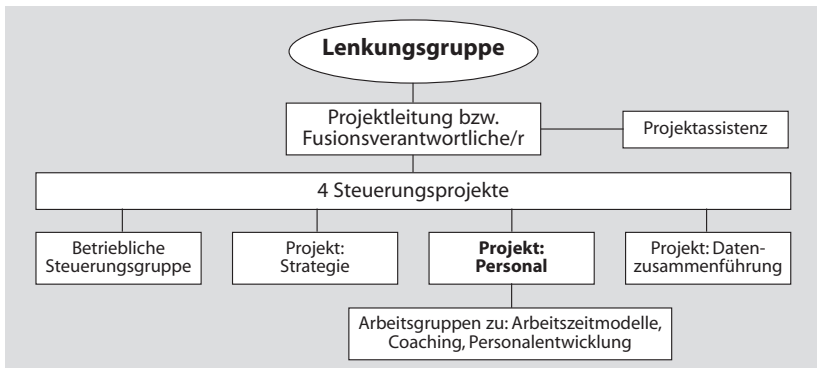 Lenkungsgruppe
Projektleitung bzw.
Fusionsverantwortliche/r
Projektassistenz
4 Steuerungsprojekte
Betriebliche
Steuerungsgruppe
Projekt:
Strategie
Projekt:
Personal
Projekt: Daten-
zusammenführung
Arbeitsgruppen zu: Arbeitszeitmodelle,
Coaching, Personalentwicklung